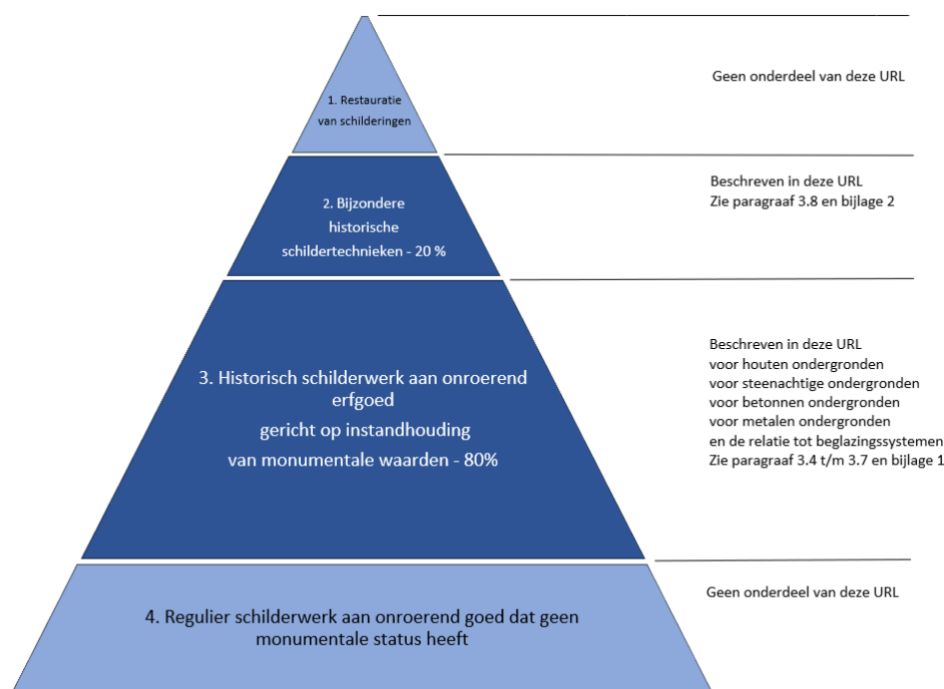 Geen onderdeel van deze URL
1. Restauratie
van schilderingen
Beschreven in deze URL
Zie paragraaf 3.8 en bijlage 2
2. Bijzondere
historische
schildertechnieken - 20 %
Beschreven in deze URL
voor houten ondergronden
voor steenachtige ondergronden
voor betonnen ondergronden
voor metalen ondergronden
en de relatie tot beglazingssystemen
Zie paragraaf 3.4 t/m 3.7 en bijlage 1
3. Historisch schilderwerk aan onroerend
erfgoed
gericht op instandhouding
van monumentale waarden - 80%
Geen onderdeel van deze URL
4. Regulier schilderwerk aan onroerend goed dat geen
monumentale status heeft